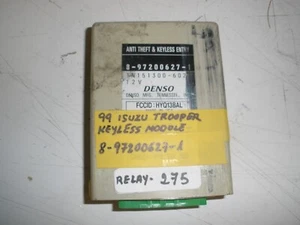 ANTI THEFT & KEYLESS ENTRY
8-97200627-1
12V
DENSO
FCCID: HYQ13BAL
99 ISUZU TROOPER
KEYLESS MODULE
8-97200627-1
RELAY- 275